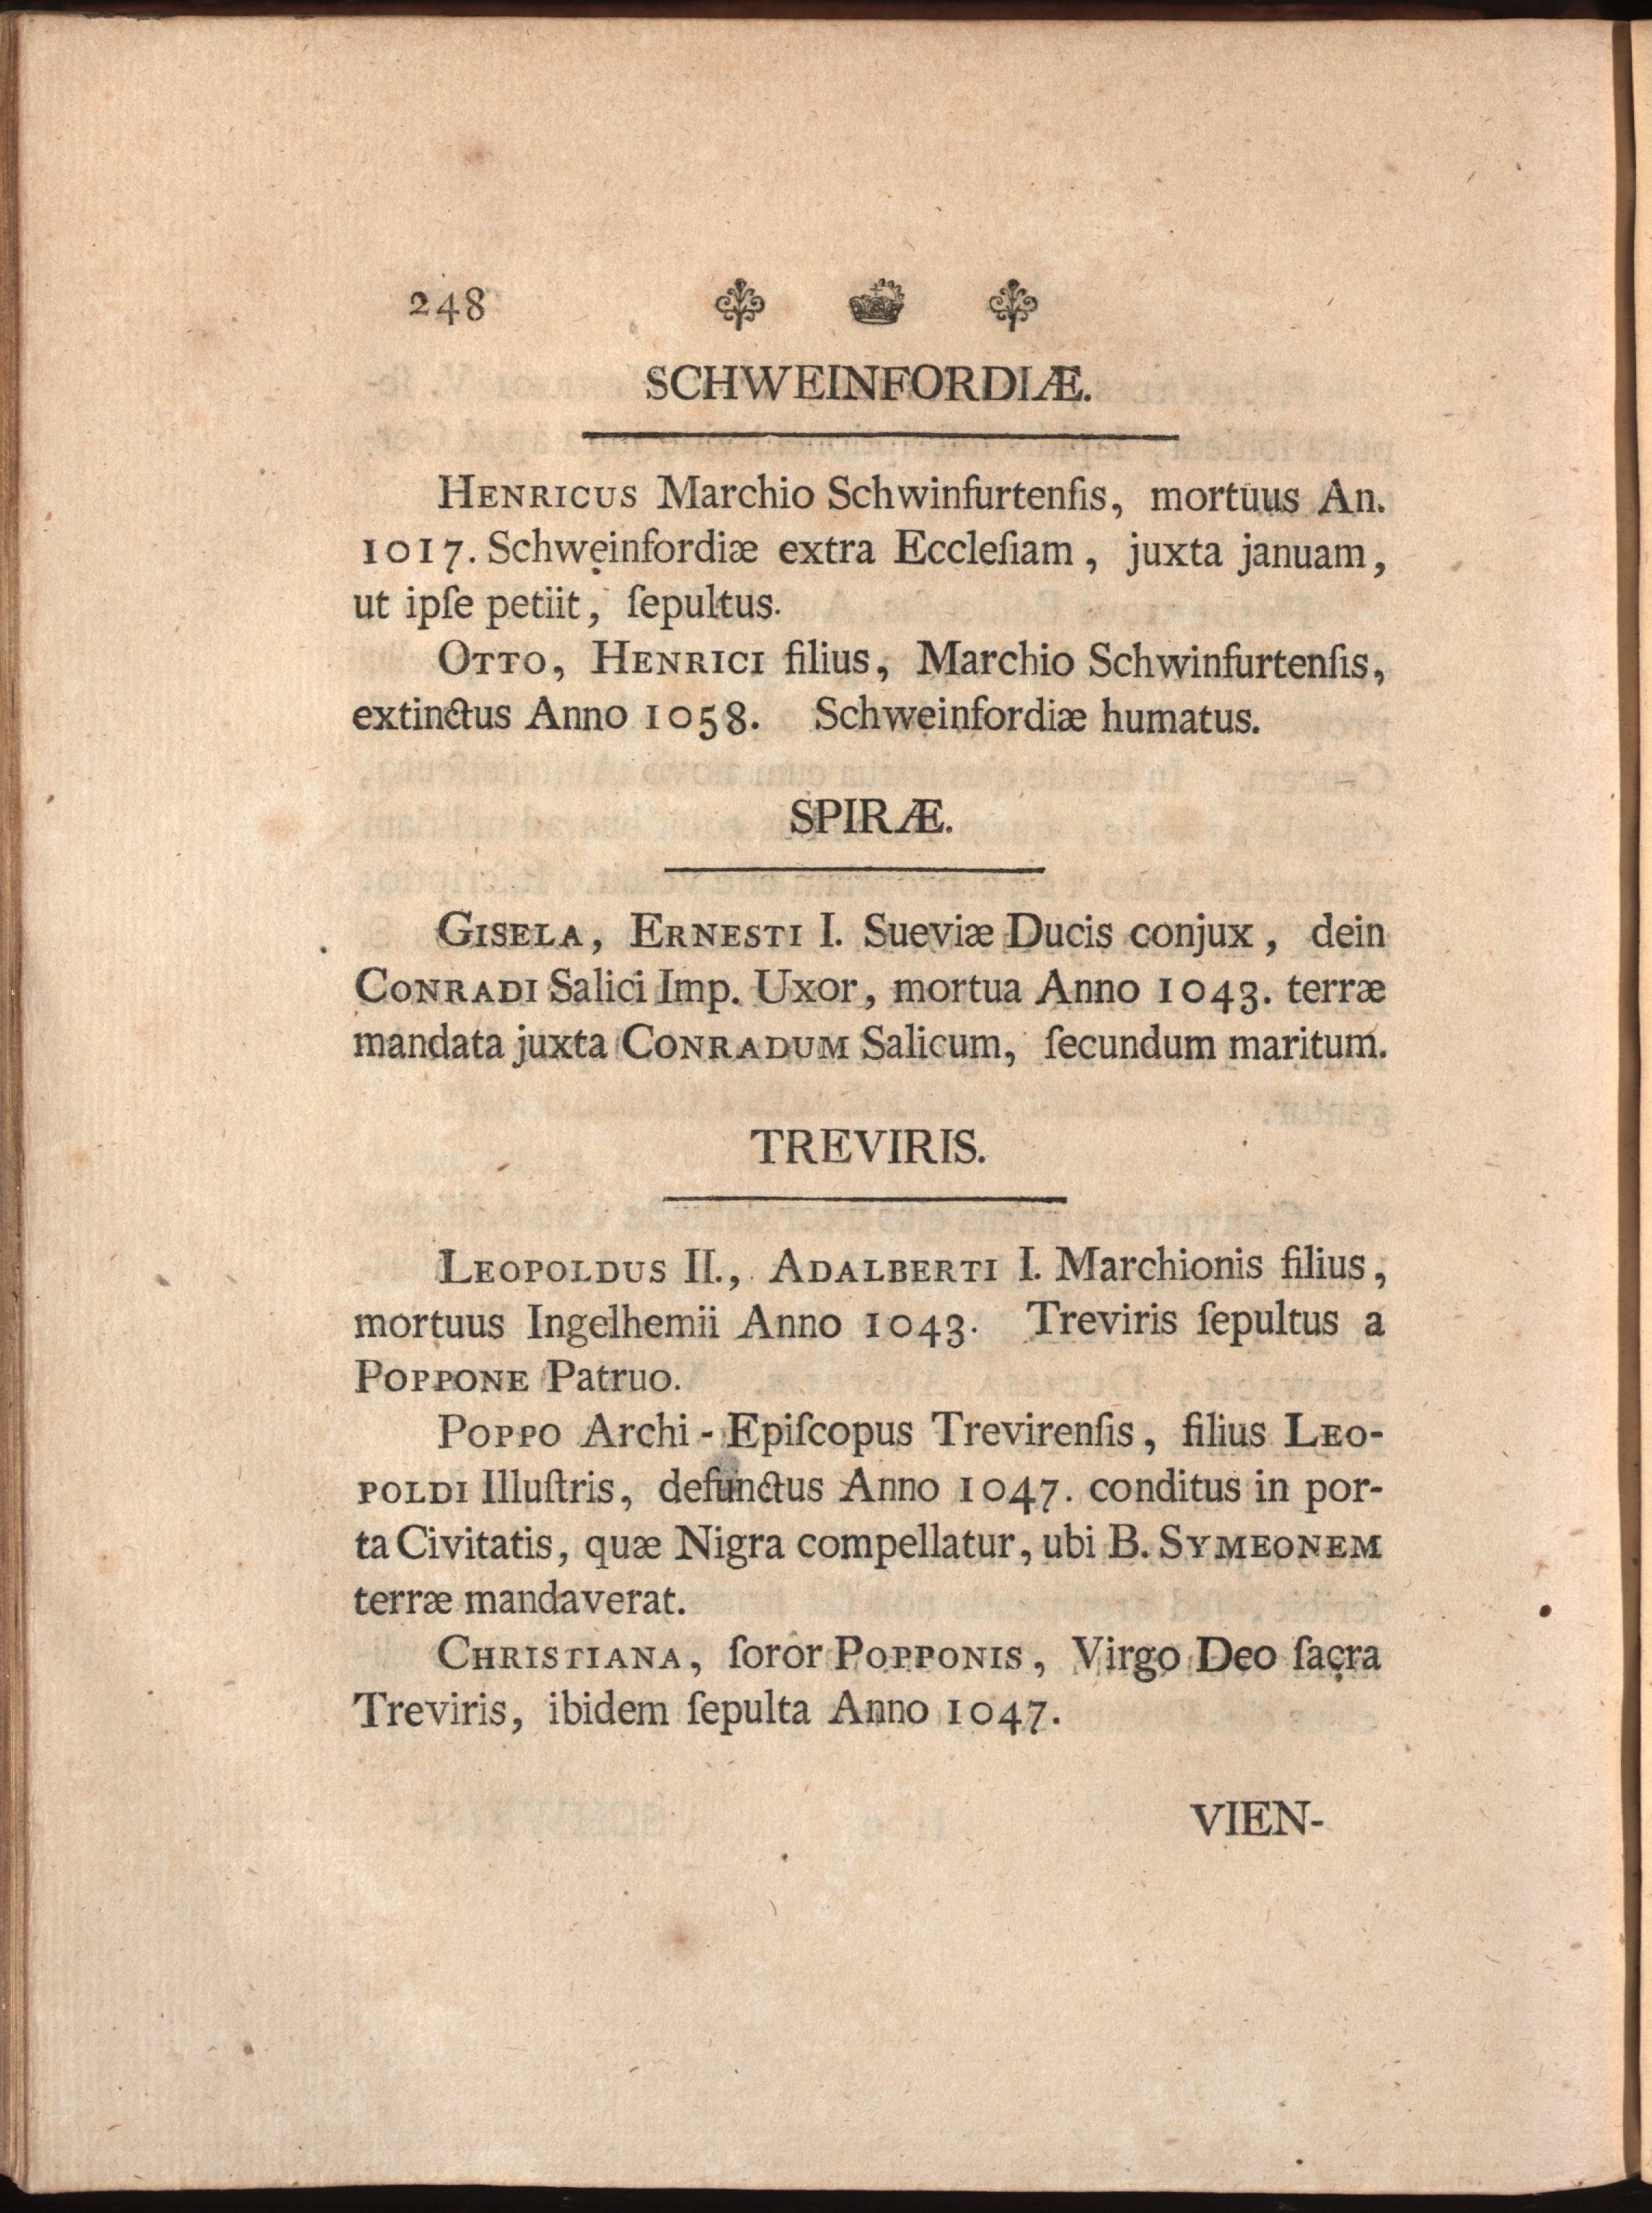 248
SCHWEINFORDIÆ.
HENRICUS Marchio Schwinfurtenſis, mortuus An.
1017. Schweinfordiæ extra Eccleſiam, juxta januam,
ut ipſe petiit, ſepultus.
OTTO, HENRICI filius, Marchio Schwinfurtenſis,
extinctus Anno 1058. Schweinfordiæ humatus.
SPIRÆ.
GISELA, ERNESTI I. Sueviæ Ducis conjux, dein
CONRADI Salici Imp. Uxor, mortua Anno 1043. terræ
mandata juxta CONRADUM Salicum, ſecundum maritum.
TREVIRIS.
LEOPOLDUS II., ADALBERTI I. Marchionis filius,
mortuus Ingelhemii Anno 1043. Treviris ſepultus a
POPPONE Patruo.
POPPO Archi-Epiſcopus Trevirenſis, filius LEO-
POLDI Illuſtris, defunctus Anno 1047. conditus in por-
ta Civitatis, quæ Nigra compellatur, ubi B. SYMEONEM
terræ mandaverat.
CHRISTIANA, ſoror POPPONIS, Virgo Deo ſacra
Treviris, ibidem ſepulta Anno 1047.
VIEN-